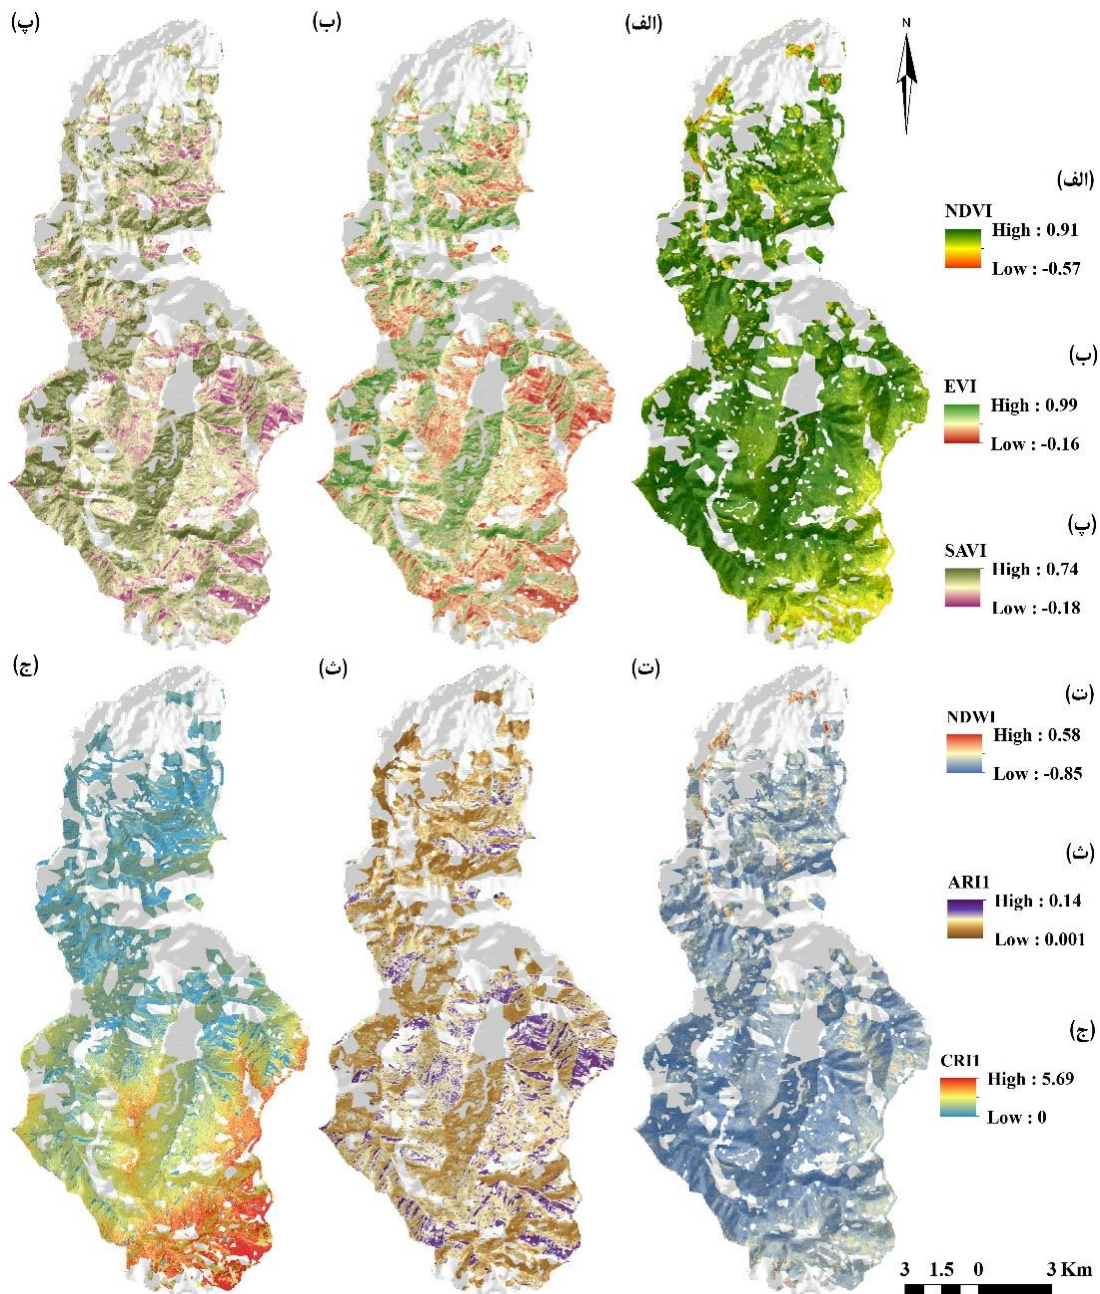 (الف)
(ب)
(پ)
N
(الف)
NDVI
High : 0.91
Low : -0.57
(ب)
EVI
High : 0.99
Low : -0.16
(پ)
SAVI
High : 0.74
Low : -0.18
(ت)
(ث)
(ج)
(ت)
NDWI
High : 0.58
Low : -0.85
(ث)
ARI1
High : 0.14
Low : 0.001
(ج)
CRI1
High : 5.69
Low : 0
3 1.5 0 3 Km